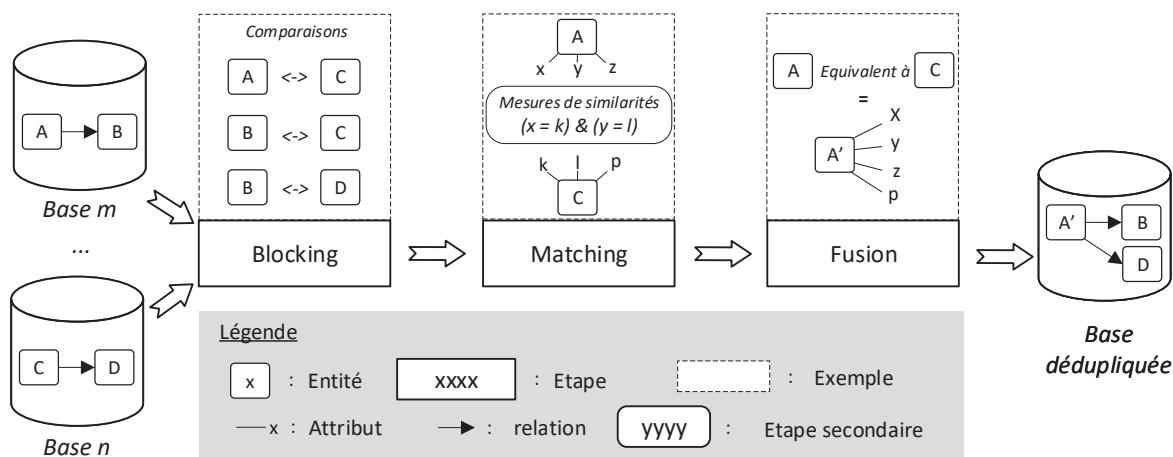 A
B
Base m
...
C
D
Base n
Comparaisons
A <-> C
B <-> C
B <-> D
Blocking
A
x y z
Mesures de similarités
(x = k) & (y = l)
k l p
C
Matching
A Equivalent à C
=
A'
X
y
z
p
Fusion
A' B
D
Base
dédupliquée
Légende
x : Entité
xxxx : Etape
: Exemple
x : Attribut
: relation
yyyy : Etape secondaire